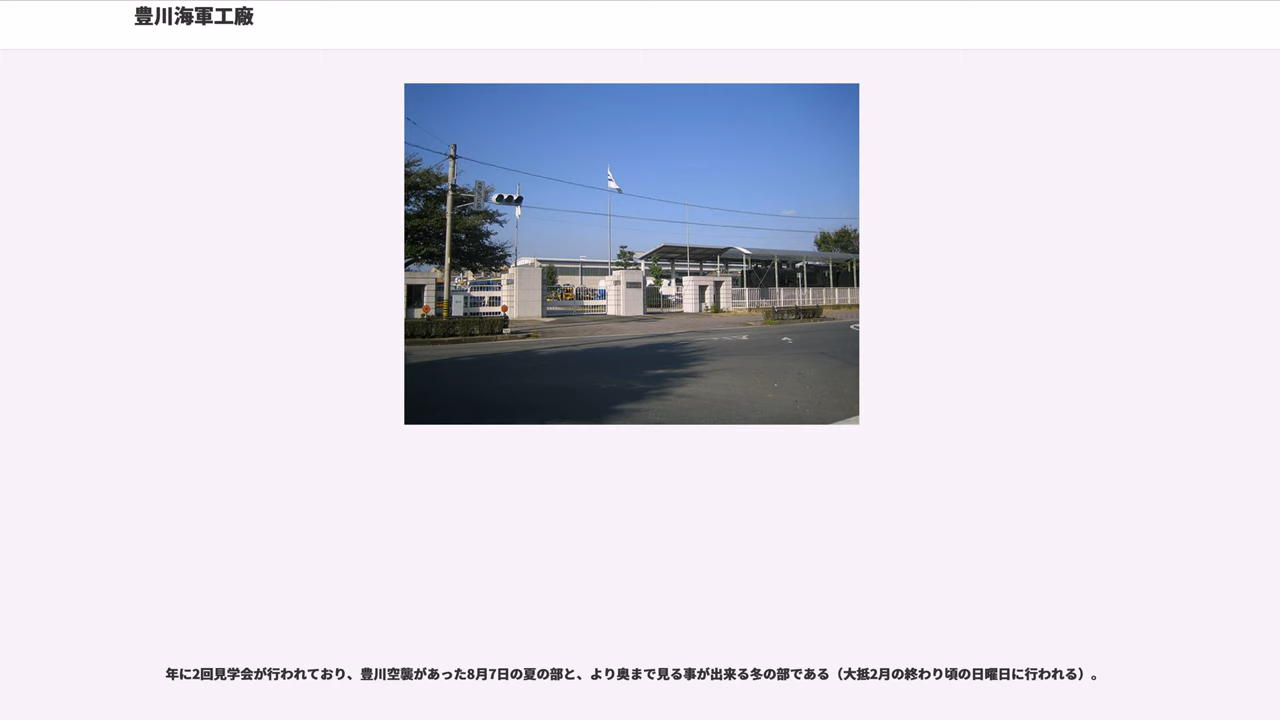 豊川海軍工廠
年に2回見学会が行われており、豊川空襲があった8月7日の夏の部と、より奥まで見る事が出来る冬の部である（大抵2月の終わり頃の日曜日に行われる）。